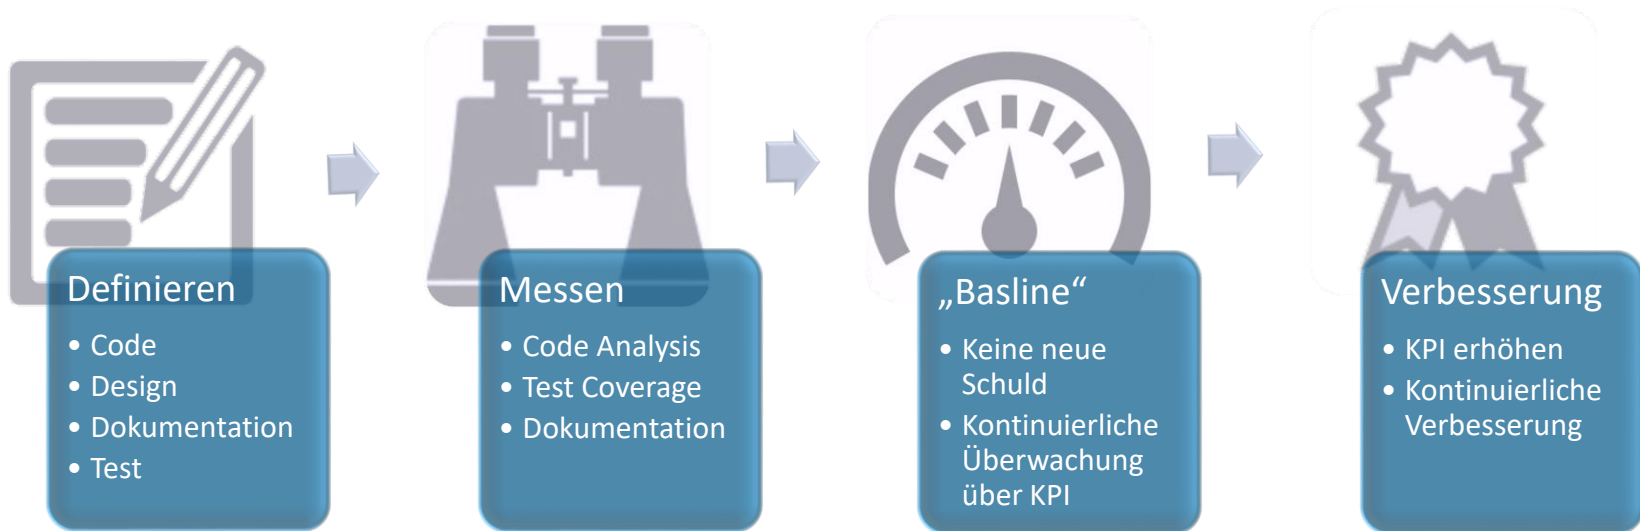 Definieren
• Code
• Design
• Dokumentation
• Test
Messen
• Code Analysis
• Test Coverage
• Dokumentation
„Basline“
• Keine neue
Schuld
• Kontinuierliche
Überwachung
über KPI
Verbesserung
• KPI erhöhen
• Kontinuierliche
Verbesserung